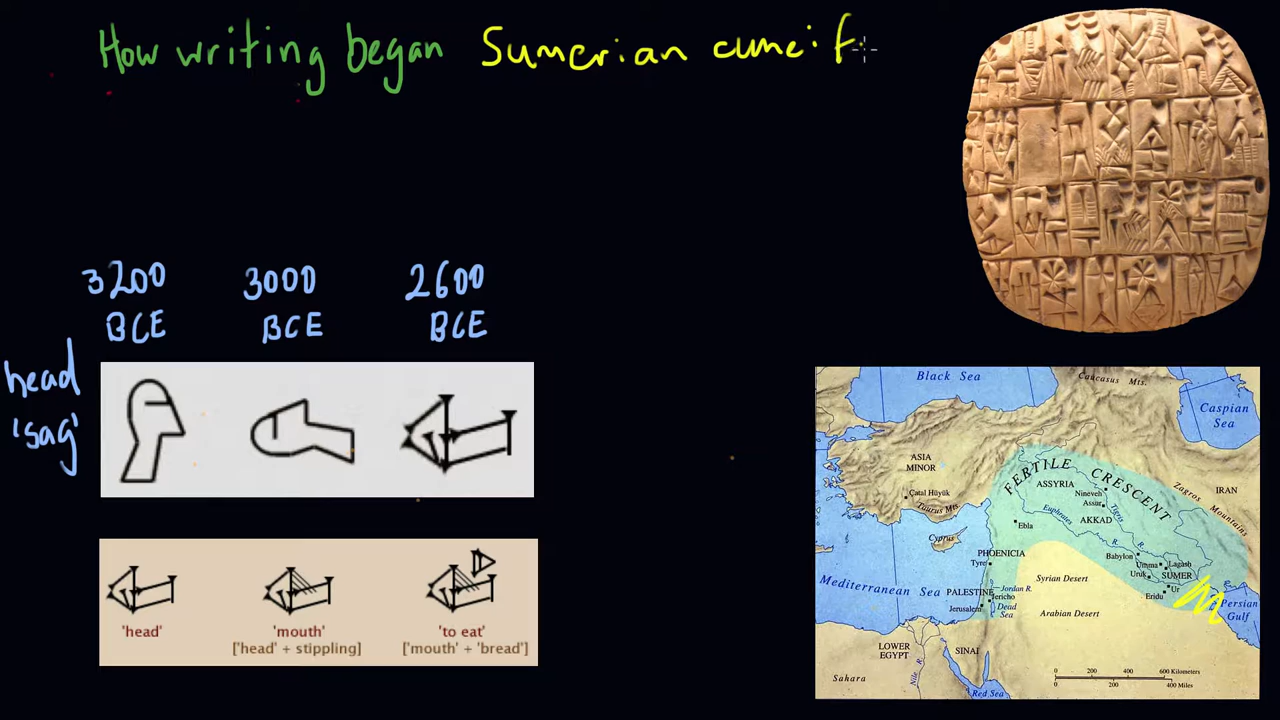 How writing began Sumerian cunei f
3200 3000 2600
BCE BCE BCE
head
'sag'
'head' 'mouth' 'to eat'
['head' + stippling] ['mouth' + 'bread']
Black Sea
Caucasus Mts.
Caspian
Sea
ASIA
MINOR
FERTILE CRESCENT
ASSYRIA
IRAN
Zagros Mountains
Çatal Hüyük
Taurus Mts.
Nineveh
Assur
Tigris R.
Ebla
Euphrates R.
AKKAD
Cyprus
PHOENICIA
Tyre
Babylon
Umma
Lagash
Uruk
SUMER
Syrian Desert
Mediterranean Sea
PALESTINE
Jordan R.
Jericho
Jerusalem
Dead
Sea
Ur
Eridu
Persian
Gulf
Arabian Desert
LOWER
EGYPT
SINAI
Sahara
Nile R.
Red Sea
0 200 400 600 Kilometers
0 200 400 Miles